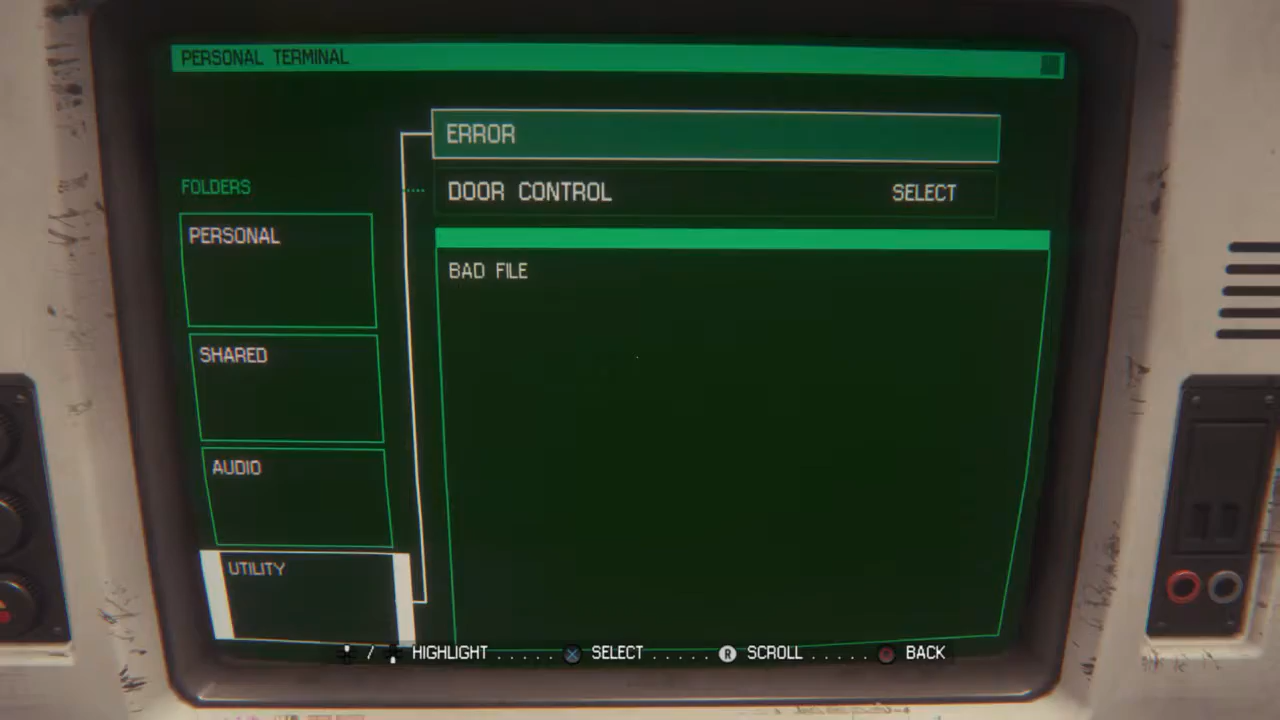 PERSONAL TERMINAL
ERROR
DOOR CONTROL SELECT
FOLDERS
PERSONAL
SHARED
AUDIO
UTILITY
BAD FILE
/ HIGHLIGHT ..... X SELECT ..... R SCROLL ..... BACK